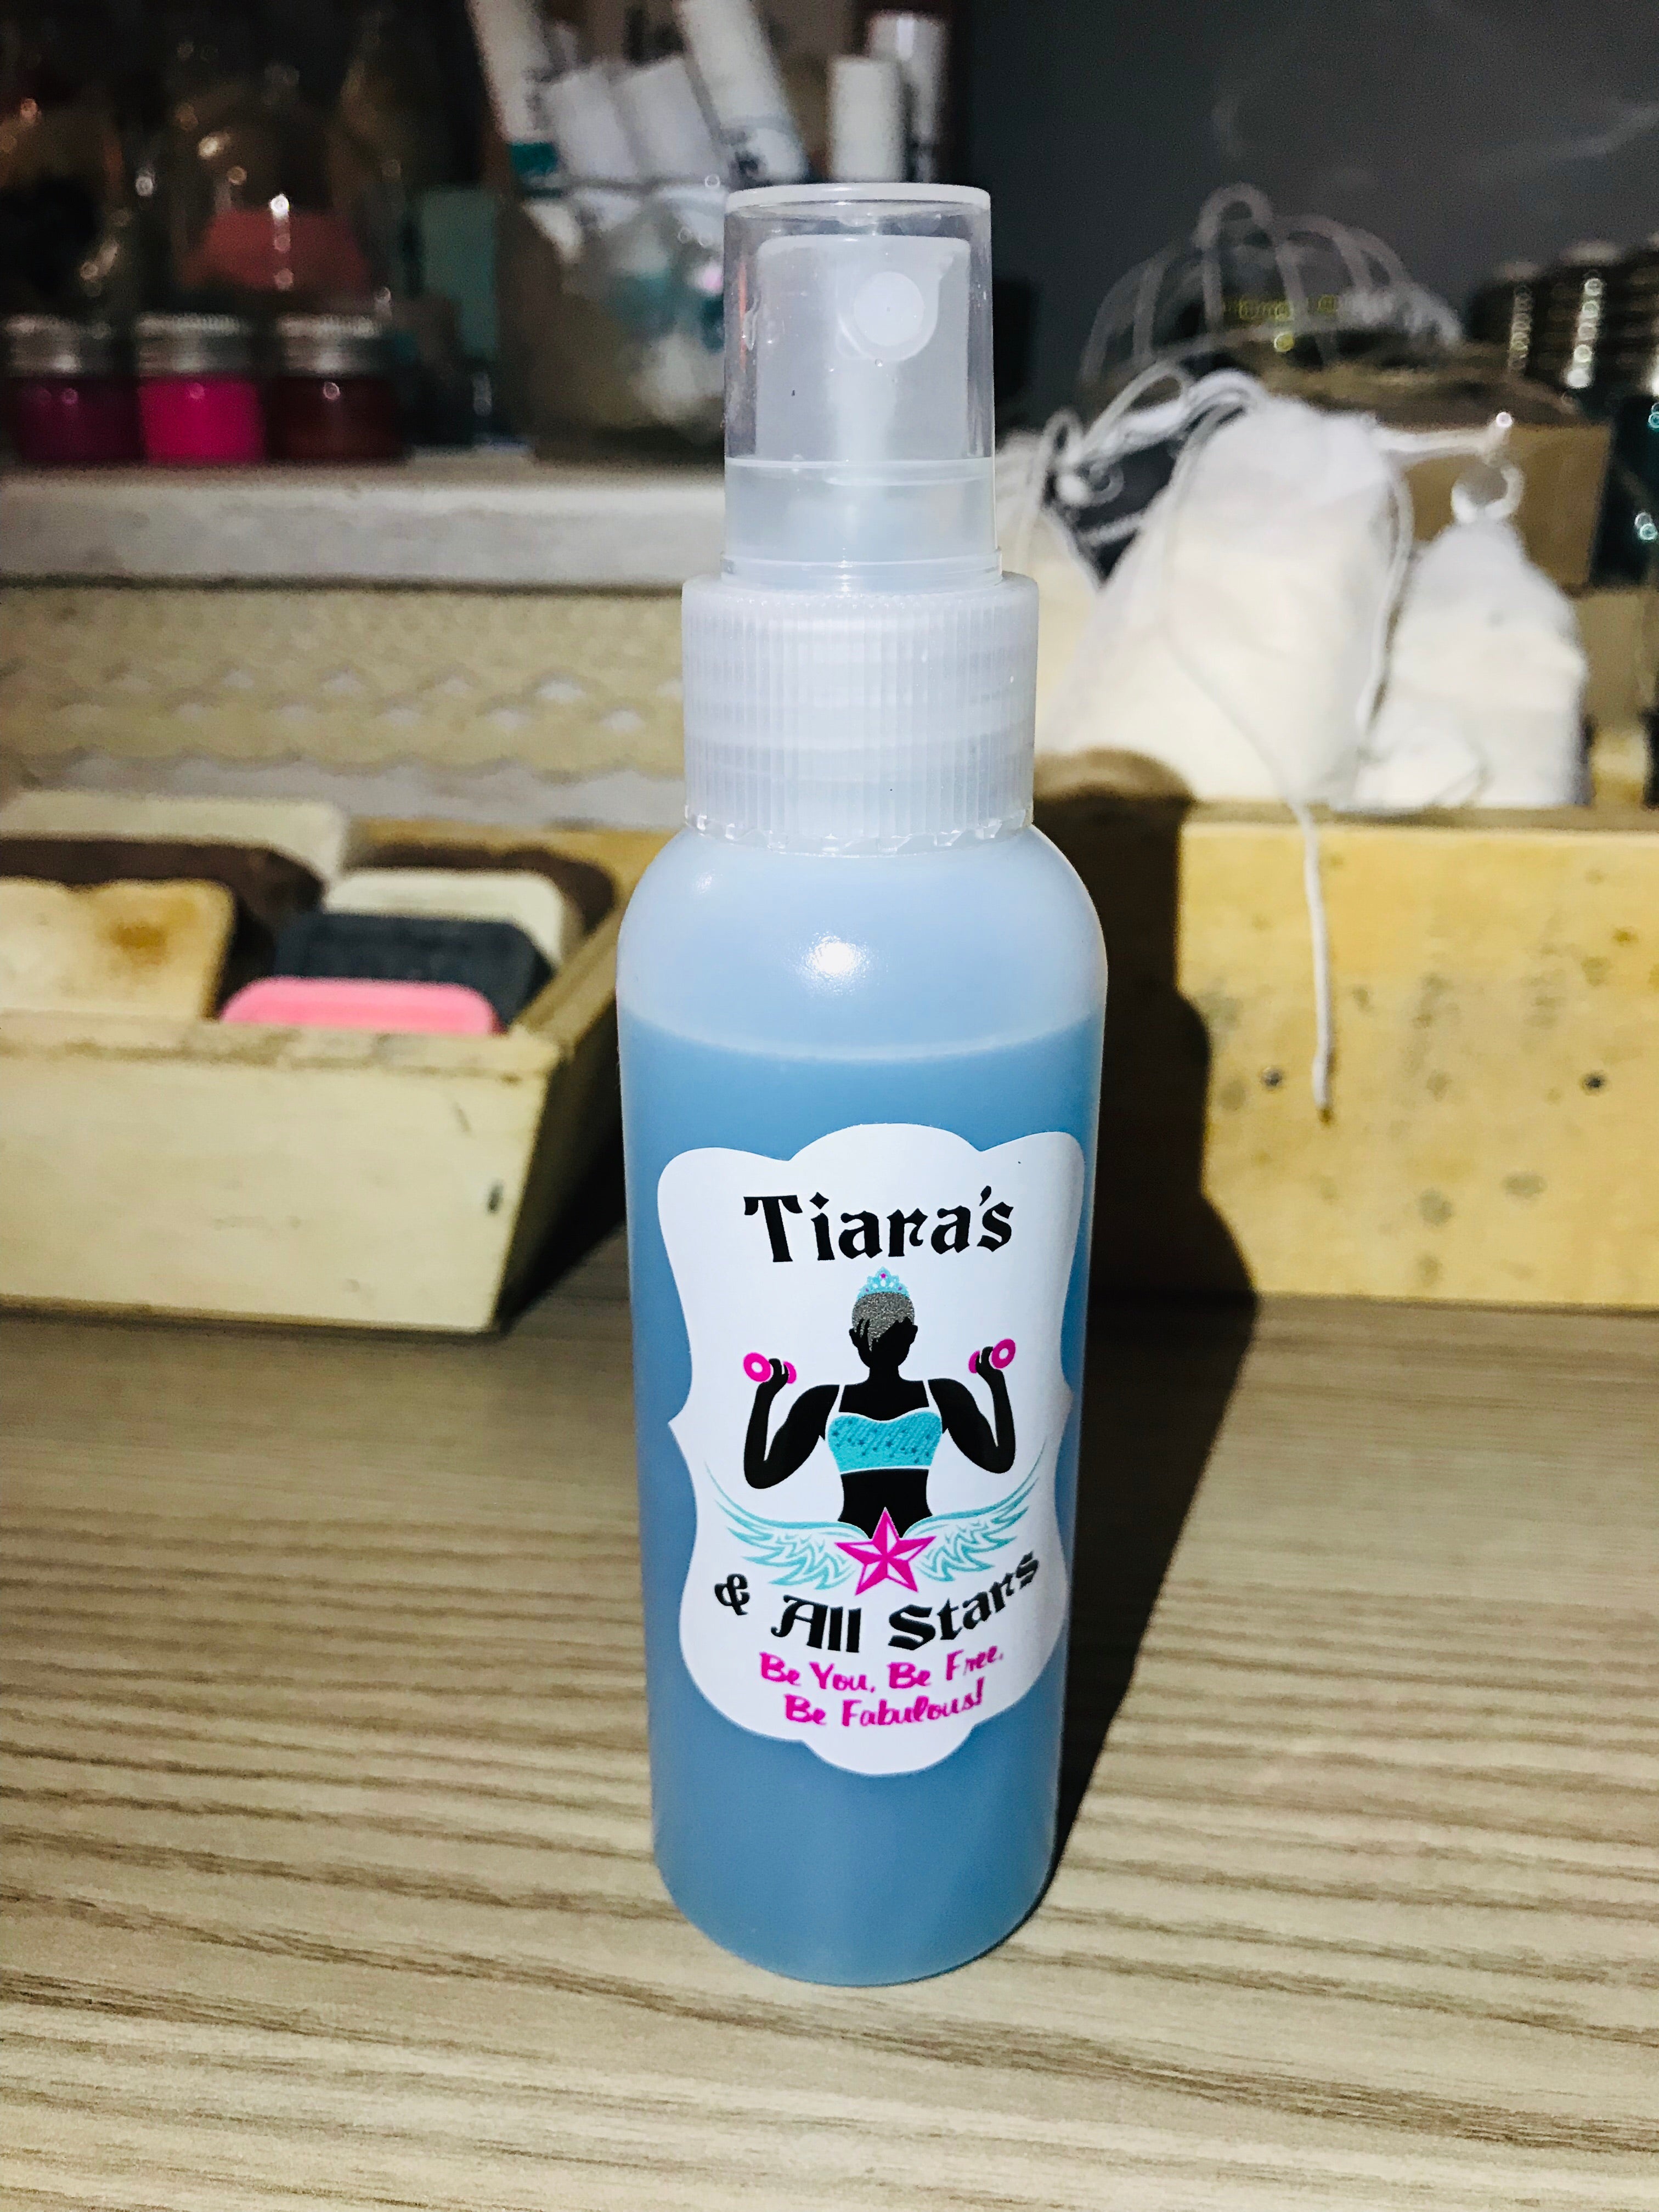 Tiara's
& All Stars
Be You, Be Free,
Be Fabulous!